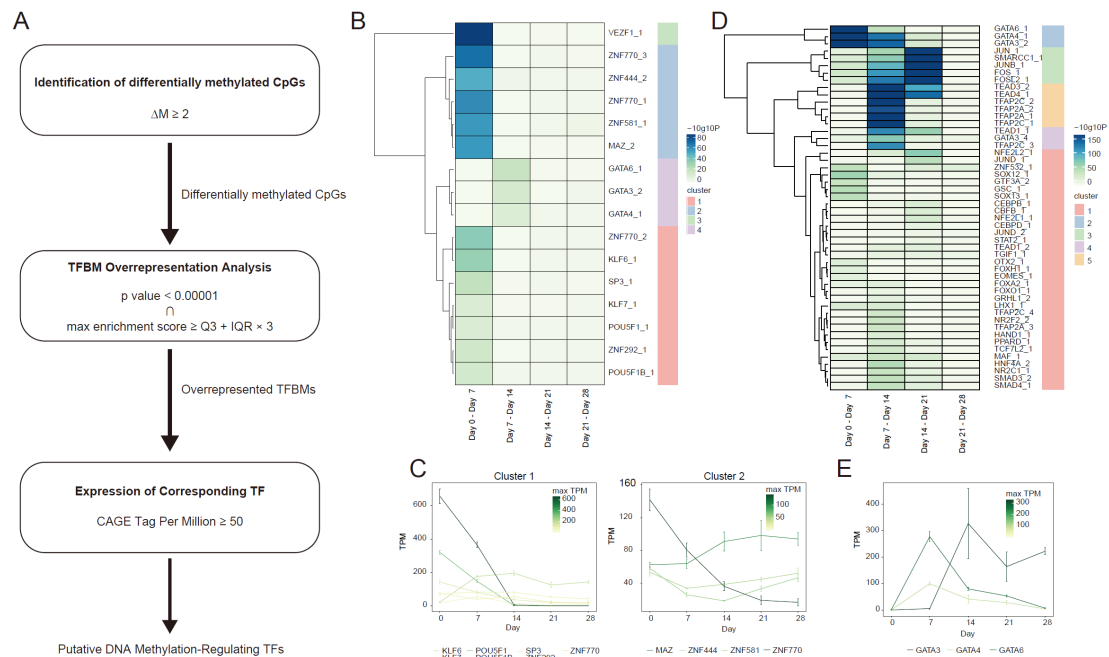 A
Identification of differentially methylated CpGs
ΔM ≥ 2
Differentially methylated CpGs
TFBM Overrepresentation Analysis
p value < 0.00001
∩
max enrichment score ≥ Q3 + IQR × 3
Overrepresented TFBMs
Expression of Corresponding TF
CAGE Tag Per Million ≥ 50
Putative DNA Methylation-Regulating TFs
B
VEZF1_1
ZNF770_3
ZNF444_2
ZNF770_1
ZNF581_1
MAZ_2
GATA6_1
GATA3_2
GATA4_1
ZNF770_2
KLF6_1
SP3_1
KLF7_1
POU5F1_1
ZNF292_1
POU5F1B_1
Day 0 - Day 7
Day 7 - Day 14
Day 14 - Day 21
Day 21 - Day 28
−10g10P
80
60
40
20
0
cluster
1
2
3
4
C
Cluster 1
TPM
600
400
200
0
0 7 14 21 28
Day
max TPM
600
400
200
KLF6 POU5F1 SP3 ZNF770
Cluster 2
TPM
160
120
80
40
0 7 14 21 28
Day
max TPM
100
50
MAZ ZNF444 ZNF581 ZNF770
D
GATA6_1
GATA4_1
GATA3_2
JUN_1
SMARCC1_1
JUNB_1
FOS_1
FOSL2_1
TEAD3_2
TEAD4_1
TFAP2C_2
TFAP2A_2
TFAP2A_1
TFAP2C_1
TEAD1_1
GATA3_4
TFAP2C_3
NFE2L2_1
JUND_1
ZNF532_1
SOX12_1
GTF3A_2
GSC_1
SOX13_1
CEBPB_1
CBFB_1
NFE2L1_1
CEBPD_1
JUND_2
STAT2_1
TEAD1_2
TGIF1_1
OTX2_1
FOXH1_1
EOMES_1
FOXA2_1
FOXO1_1
GRHL2_1
LHX1_1
TFAP2C_4
NR2F2_2
TFAP2A_3
HAND1_1
PPARD_1
TCF7L2_1
MAF_1
HNF4A_2
NR2C1_1
SMAD3_2
SMAD4_1
Day 0 - Day 7
Day 7 - Day 14
Day 14 - Day 21
Day 21 - Day 28
−10g10P
150
100
50
0
cluster
1
2
3
4
5
E
TPM
400
300
200
100
0
0 7 14 21 28
Day
max TPM
300
200
100
GATA3 GATA4 GATA6